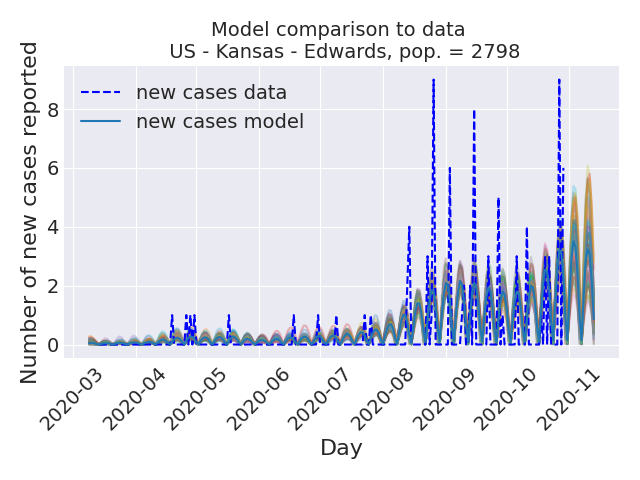 Model comparison to data
US - Kansas - Edwards, pop. = 2798
Number of new cases reported
8
6
4
2
0
new cases data
new cases model
2020-03
2020-04
2020-05
2020-06
2020-07
2020-08
2020-09
2020-10
2020-11
Day